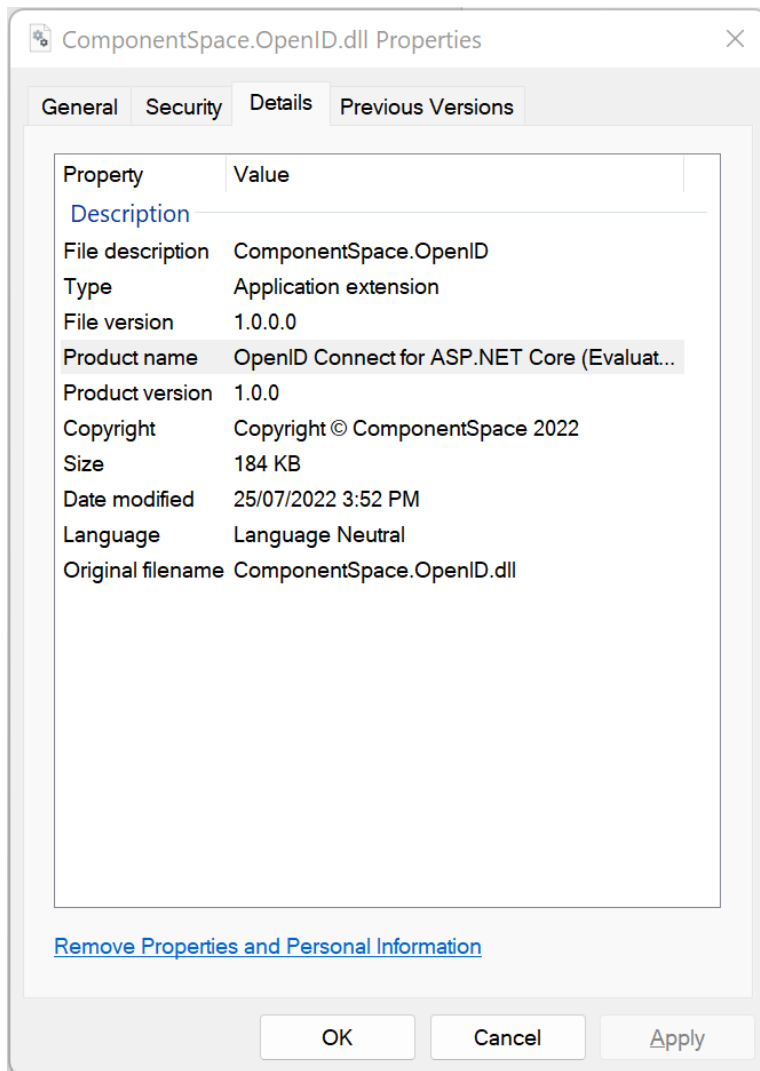 ComponentSpace.OpenID.dll Properties
General Security Details Previous Versions
Property Value
Description
File description ComponentSpace.OpenID
Type Application extension
File version 1.0.0.0
Product name OpenID Connect for ASP.NET Core (Evaluat...
Product version 1.0.0
Copyright Copyright © ComponentSpace 2022
Size 184 KB
Date modified 25/07/2022 3:52 PM
Language Language Neutral
Original filename ComponentSpace.OpenID.dll
Remove Properties and Personal Information
OK Cancel Apply